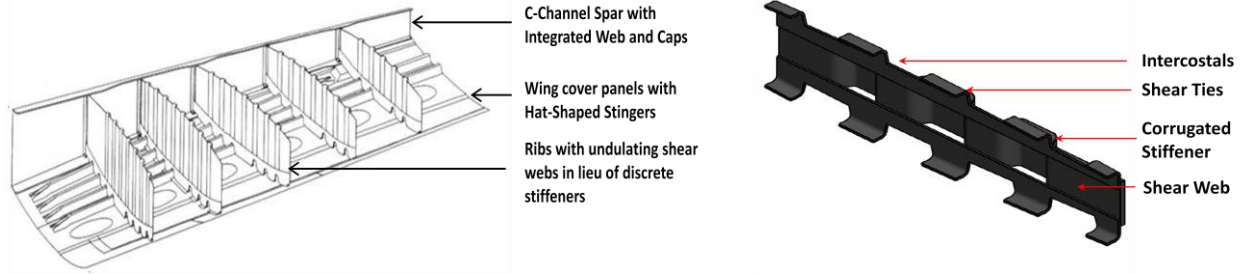 C-Channel Spar with
Integrated Web and Caps
Wing cover panels with
Hat-Shaped Stingers
Ribs with undulating shear
webs in lieu of discrete
stiffeners
Intercostals
Shear Ties
Corrugated
Stiffener
Shear Web